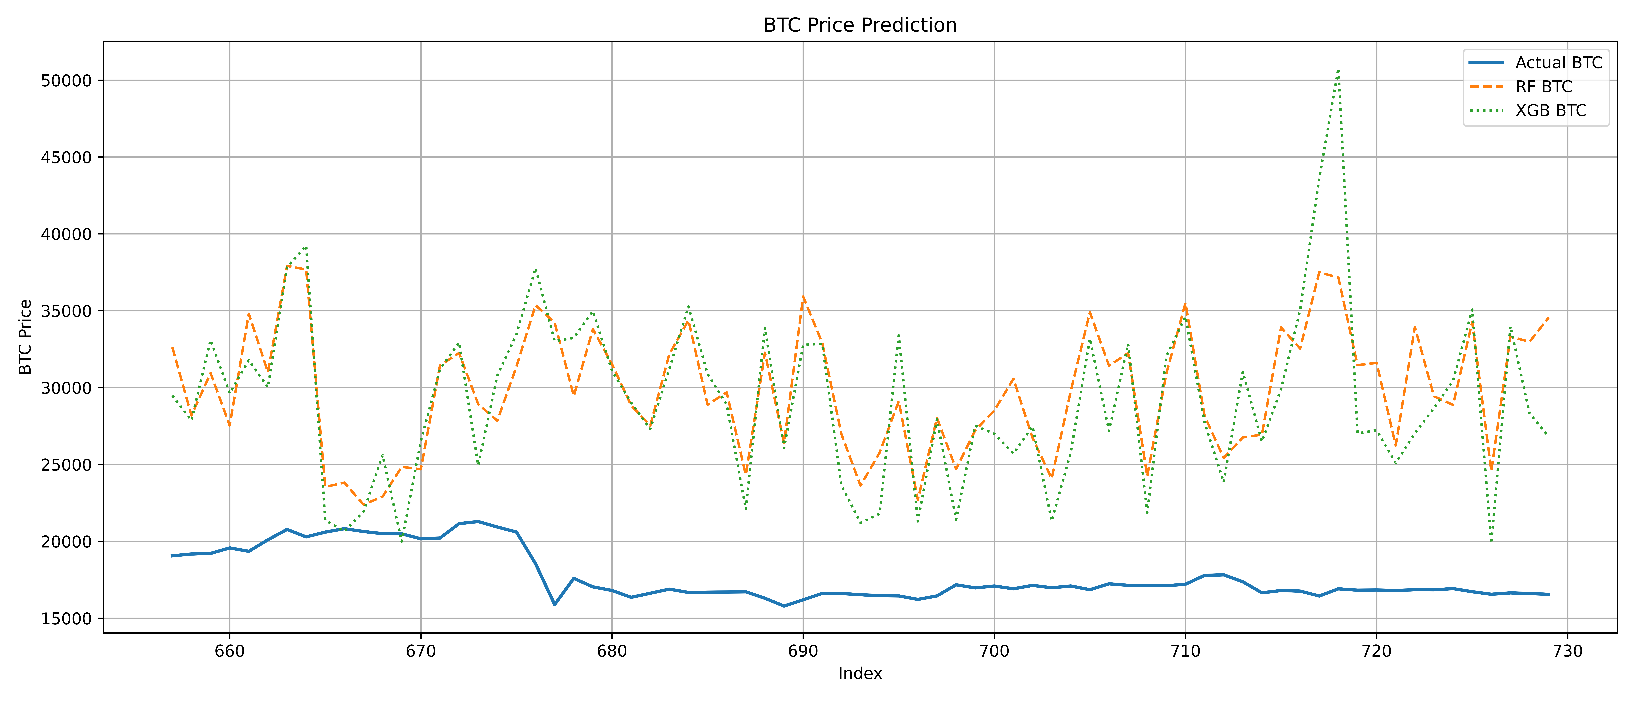 BTC Price Prediction
Actual BTC
RF BTC
XGB BTC
BTC Price
50000
45000
40000
35000
30000
25000
20000
15000
660 670 680 690 700 710 720 730
Index